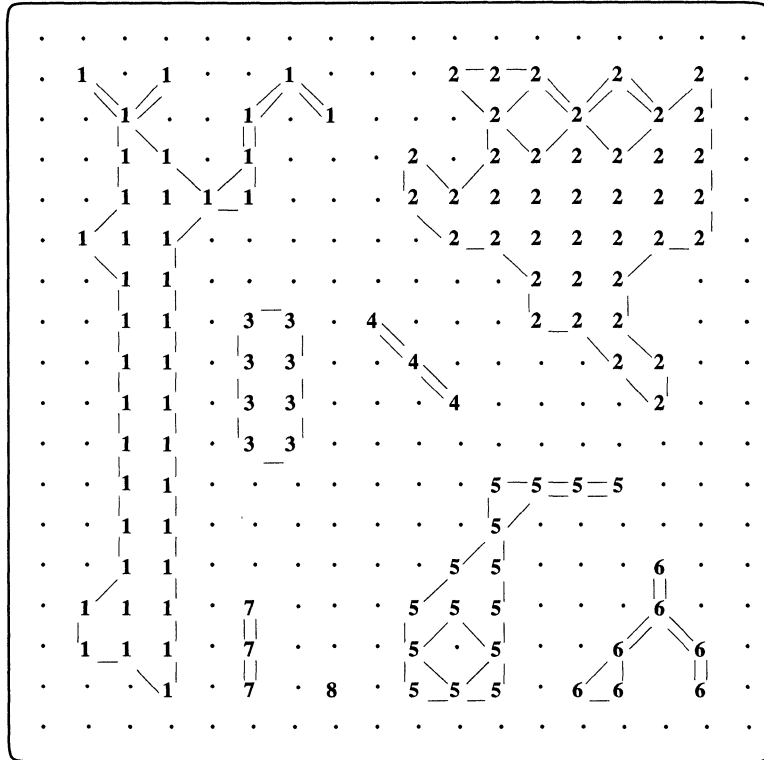 1 1 1 2 2 2 2 2
1 1 1 2 2 2 2
1 1 1 2 2 2 2 2 2 2
1 1 1 1 2 2 2 2 2 2 2 2
1 1 1 2 2 2 2 2 2 2
1 1 2 2 2
1 1 3 3 4 2 2 2
1 1 3 3 4 2 2
1 1 3 3 4 2
1 1 3 3
1 1 5 5 5 5
1 1 5
1 1 5 5 6
1 1 1 7 5 5 5 6
1 1 1 7 5 5 6 6
1 7 8 5 5 5 6 6 6